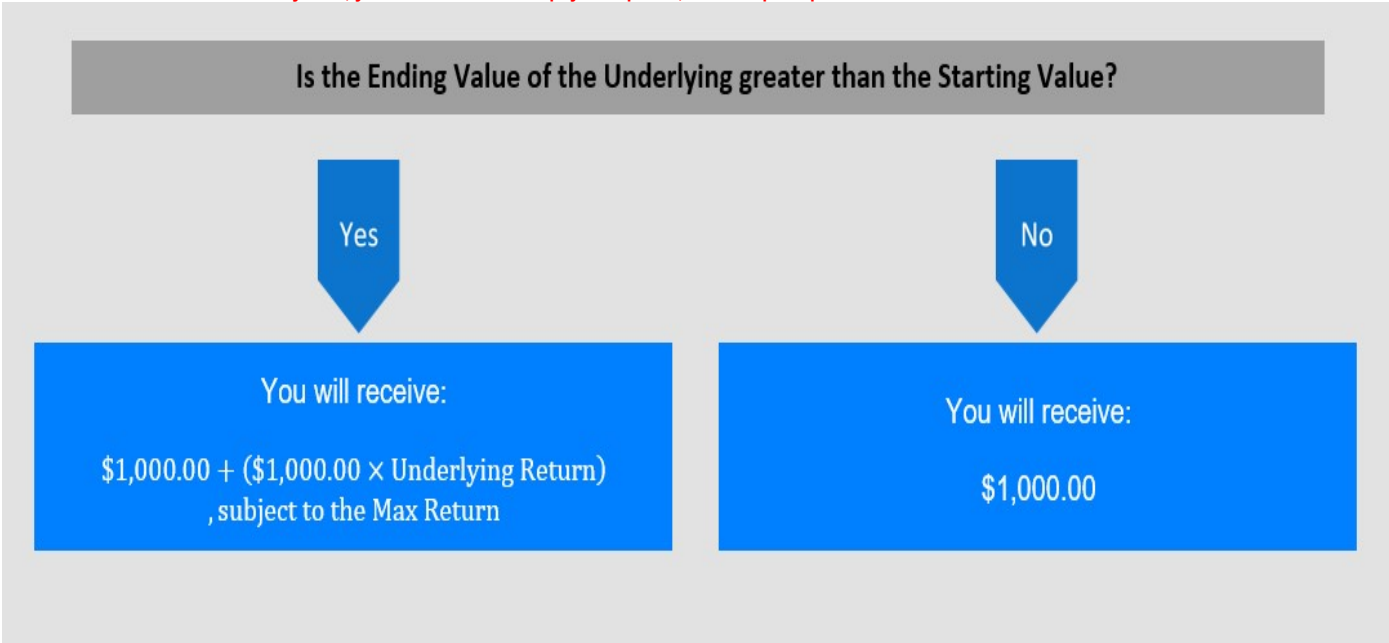 Is the Ending Value of the Underlying greater than the Starting Value?
Yes
No
You will receive:
$1,000.00 + ($1,000.00 × Underlying Return)
, subject to the Max Return
You will receive:
$1,000.00